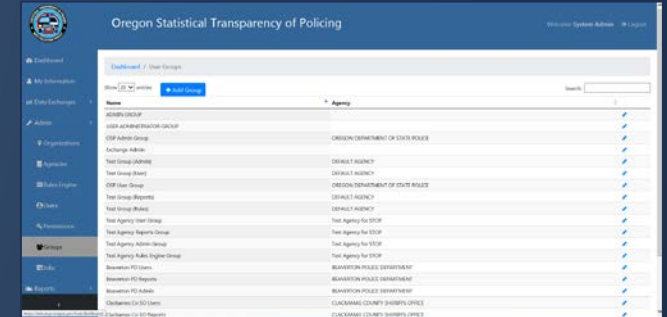 Oregon Statistical Transparency of Policing
Welcome System Admin Logout
Dashboard
Dashboard / User Groups
My Information
Show 20 entries
Add Group
Search:
Data Exchanges
Name Agency
Admin
ADMIN GROUP
USER ADMINISTRATOR GROUP
Organizations
OSP Admin Group OREGON DEPARTMENT OF STATE POLICE
Exchange Admin
Agencies
Test Group (Admin) DEFAULT AGENCY
Test Group (User) DEFAULT AGENCY
Rules Engine
OSP User Group OREGON DEPARTMENT OF STATE POLICE
Test Group (Reports) DEFAULT AGENCY
Users
Test Group (Rules) DEFAULT AGENCY
Test Agency User Group Test Agency for STOP
Permissions
Test Agency Reports Group Test Agency for STOP
Test Agency Admin Group Test Agency for STOP
Groups
Test Agency Rules Engine Group Test Agency for STOP
Beaverton PD Users BEAVERTON POLICE DEPARTMENT
Beaverton PD Reports BEAVERTON POLICE DEPARTMENT
Beaverton PD Admin BEAVERTON POLICE DEPARTMENT
Reports
Clackamas Co SO Users CLACKAMAS COUNTY SHERIFFS OFFICE
Clackamas Co SO Reports CLACKAMAS COUNTY SHERIFFS OFFICE